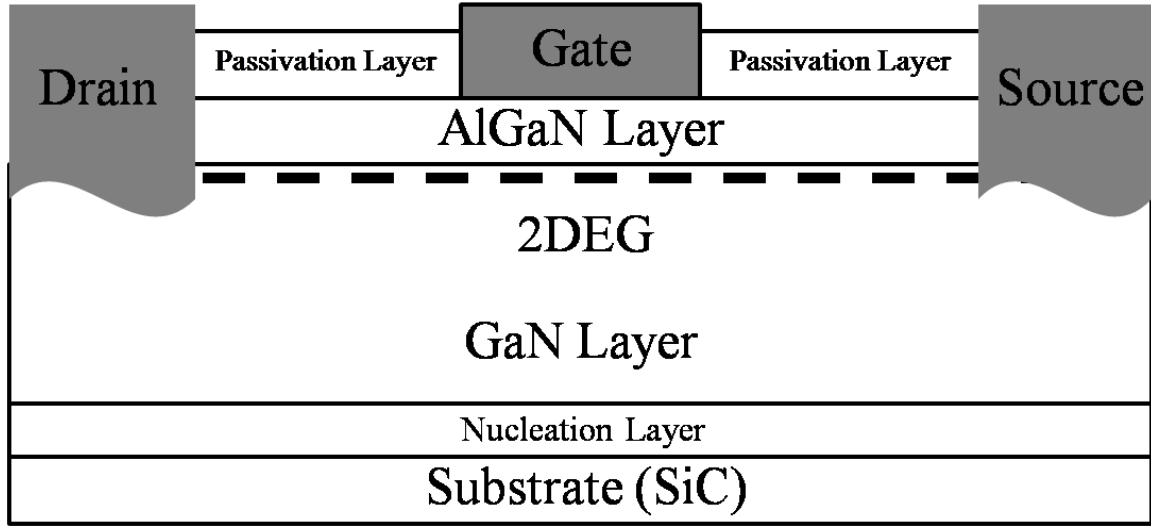 Drain
Passivation Layer
Gate
Passivation Layer
Source
AlGaN Layer
2DEG
GaN Layer
Nucleation Layer
Substrate (SiC)